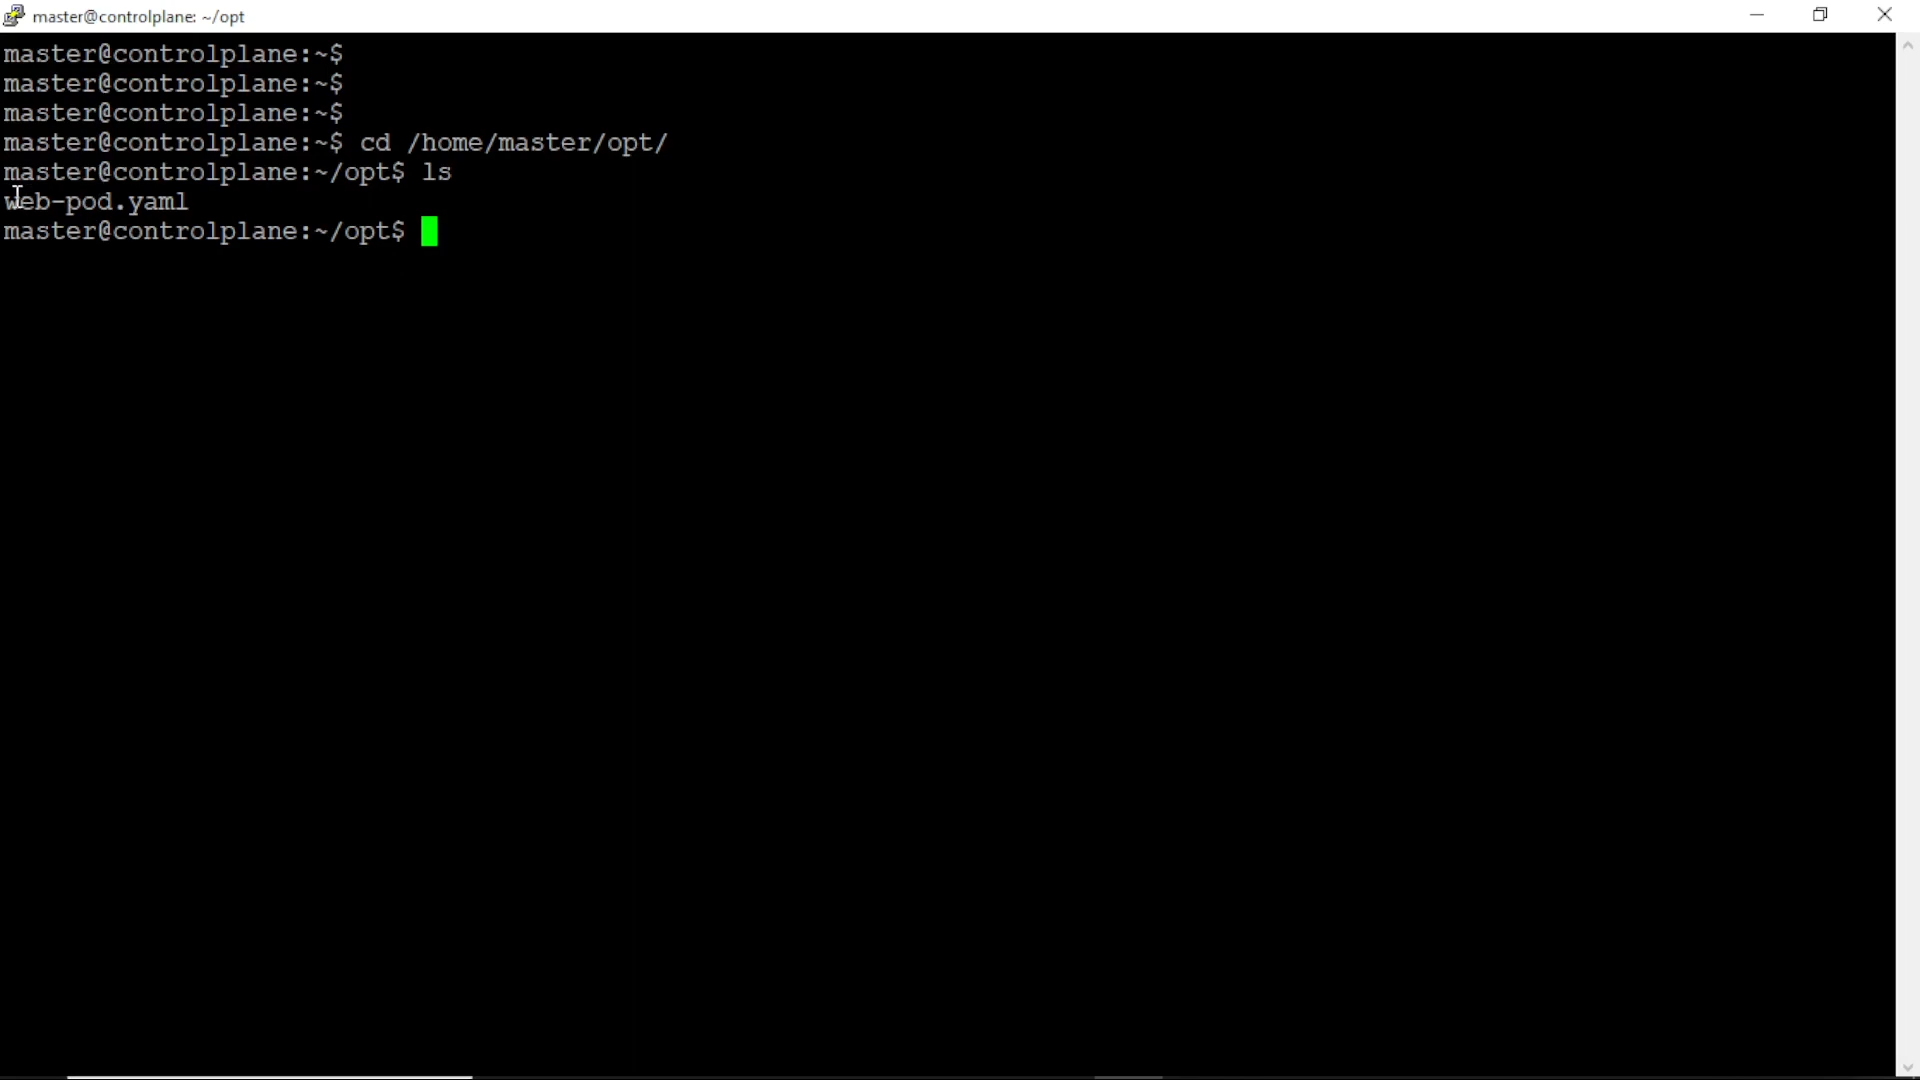 master@controlplane: ~/opt
master@controlplane:~$
master@controlplane:~$
master@controlplane:~$
master@controlplane:~$ cd /home/master/opt/
master@controlplane:~/opt$ ls
web-pod.yaml
master@controlplane:~/opt$